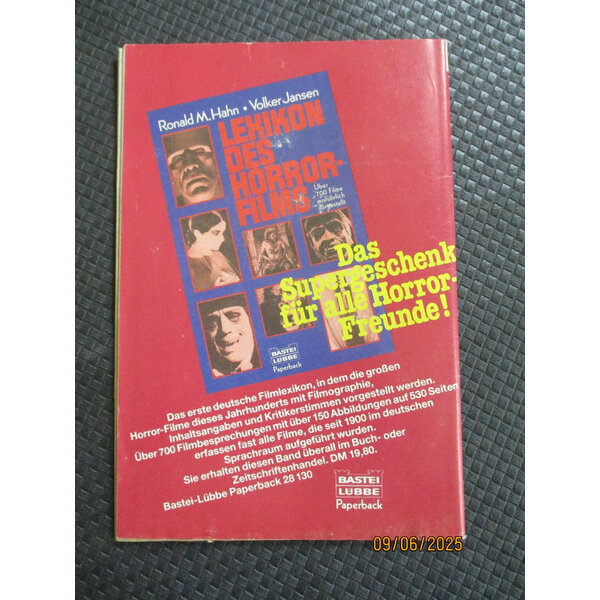 Ronald M. Hahn • Volker Jansen
LEXIKON
DES
HORROR-
FILMS
Über
700 Filme
ausführlich
vorgestellt
Das
Supergeschenk
für alle Horror-
Freunde!
BASTEI
LÜBBE
Paperback
Das erste deutsche Filmlexikon, in dem die großen
Horror-Filme dieses Jahrhunderts mit Filmographie,
Inhaltsangaben und Kritikerstimmen vorgestellt werden.
Über 700 Filmbesprechungen mit über 150 Abbildungen auf 530 Seiten
erfassen fast alle Filme, die seit 1900 im deutschen
Sprachraum aufgeführt wurden.
Sie erhalten diesen Band überall im Buch- oder
Zeitschriftenhandel. DM 19,80.
Bastei-Lübbe Paperback 28 130
BASTEI
LÜBBE
Paperback
09/06/2025